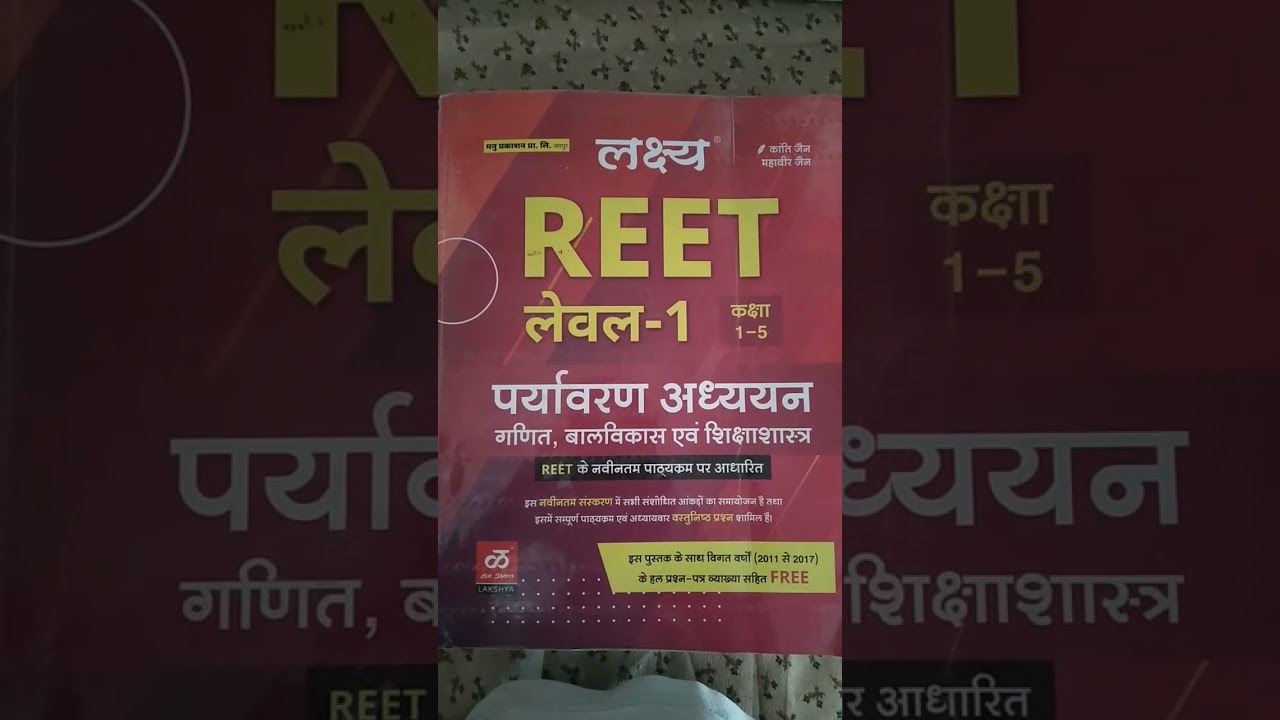 मनु प्रकाशन प्रा. लि. जयपुर
लक्ष्य®
कांति जैन
महावीर जैन
REET
लेवल-1
कक्षा
1-5
पर्यावरण अध्ययन
गणित, बालविकास एवं शिक्षाशास्त्र
REET के नवीनतम पाठ्यक्रम पर आधारित
इस नवीनतम संस्करण में सभी संशोधित आंकड़ों का समायोजन है तथा
इसमें सम्पूर्ण पाठ्यक्रम एवं अध्यायवार वस्तुनिष्ठ प्रश्न शामिल हैं।
इस पुस्तक के साथ विगत वर्षों (2011 से 2017)
के हल प्रश्न-पत्र व्याख्या सहित FREE
LAKSHYA